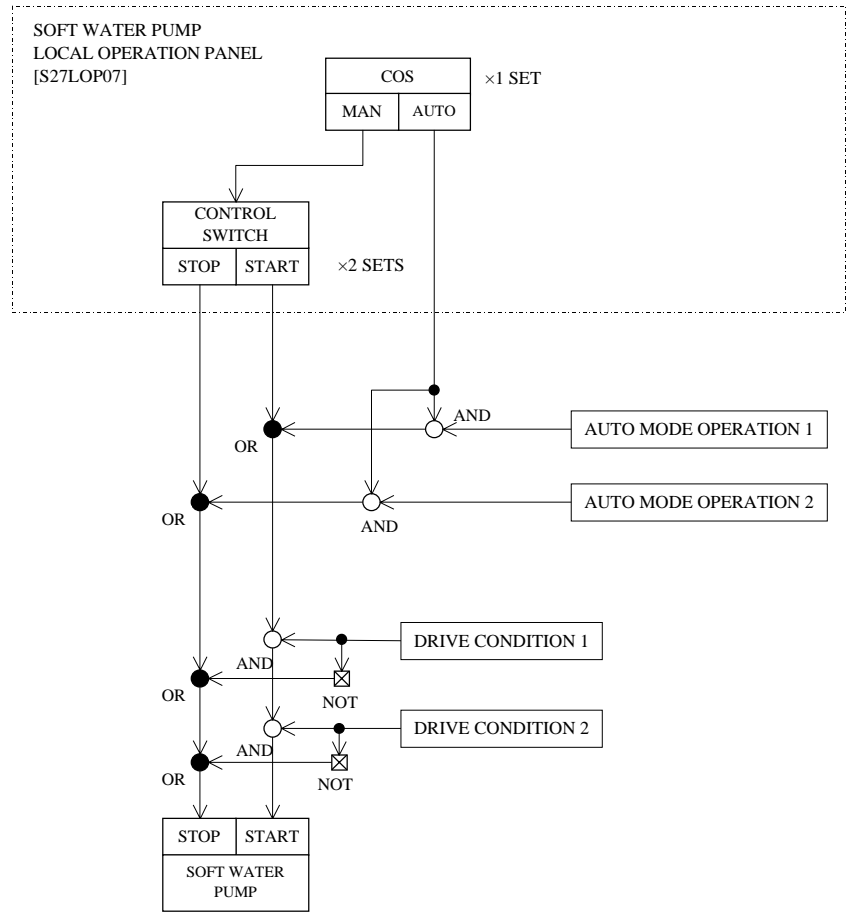 SOFT WATER PUMP
LOCAL OPERATION PANEL
[S27LOP07]
COS
×1 SET
MAN
AUTO
CONTROL
SWITCH
STOP
START
×2 SETS
AND
OR
AUTO MODE OPERATION 1
OR
AND
AUTO MODE OPERATION 2
DRIVE CONDITION 1
AND
OR
NOT
DRIVE CONDITION 2
AND
OR
NOT
STOP
START
SOFT WATER
PUMP